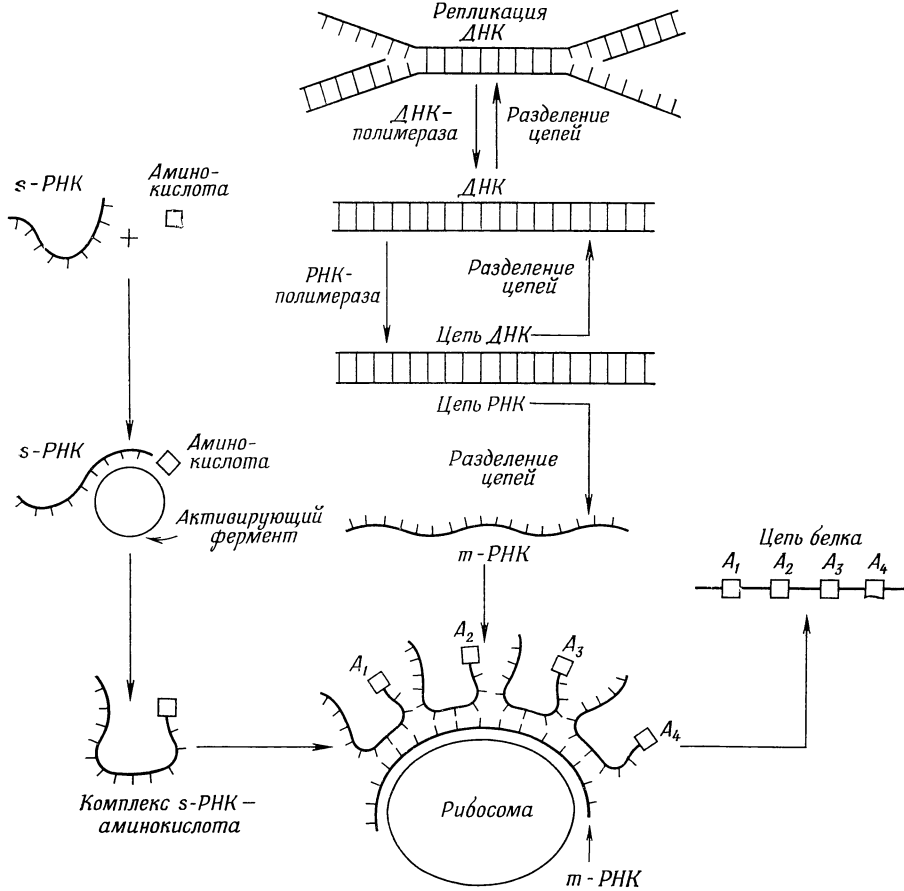 Репликация
ДНК
ДНК-
полимераза
Разделение
цепей
s-РНК
Амино-
кислота
+
ДНК
РНК-
полимераза
Разделение
цепей
Цепь ДНК
Цепь РНК
s-РНК
Амино-
кислота
Разделение
цепей
Активирующий
фермент
m-РНК
Цепь белка
A1 A2 A3 A4
A1
A2
A3
A4
Комплекс s-РНК—
аминокислота
Рибосома
m-РНК